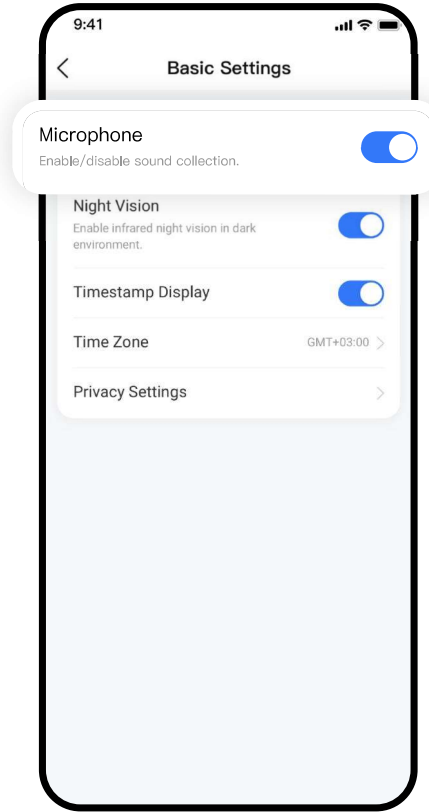 9:41
Basic Settings
Microphone
Enable/disable sound collection.
Night Vision
Enable infrared night vision in dark
environment.
Timestamp Display
Time Zone GMT+03:00
Privacy Settings